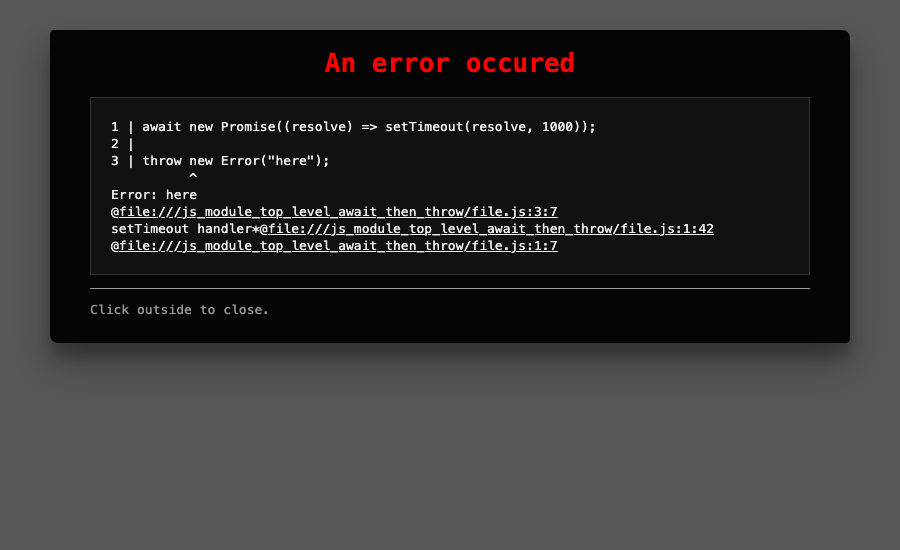 An error occured
1 | await new Promise((resolve) => setTimeout(resolve, 1000));
2 |
3 | throw new Error("here");
          ^
Error: here
@file:///js_module_top_level_await_then_throw/file.js:3:7
setTimeout handler*@file:///js_module_top_level_await_then_throw/file.js:1:42
@file:///js_module_top_level_await_then_throw/file.js:1:7
Click outside to close.